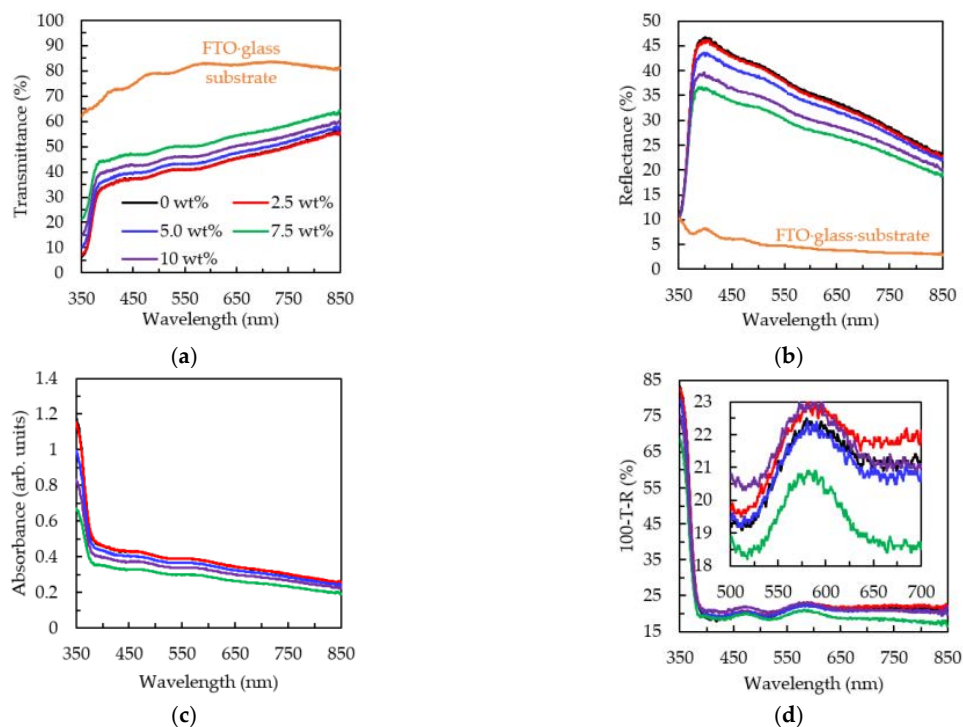 100
90
80
70
60
50
40
30
20
10
0
Transmittance (%)
FTO·glass
substrate
0 wt%
2.5 wt%
5.0 wt%
7.5 wt%
10 wt%
350 450 550 650 750 850
Wavelength (nm)
(a)
50
45
40
35
30
25
20
15
10
5
0
Reflectance (%)
FTO·glass·substrate
350 450 550 650 750 850
Wavelength (nm)
(b)
1.4
1.2
1
0.8
0.6
0.4
0.2
0
Absorbance (arb. units)
350 450 550 650 750 850
Wavelength (nm)
(c)
85
75
65
55
45
35
25
15
100-T-R (%)
23
22
21
20
19
18
500 550 600 650 700
350 450 550 650 750 850
Wavelength (nm)
(d)